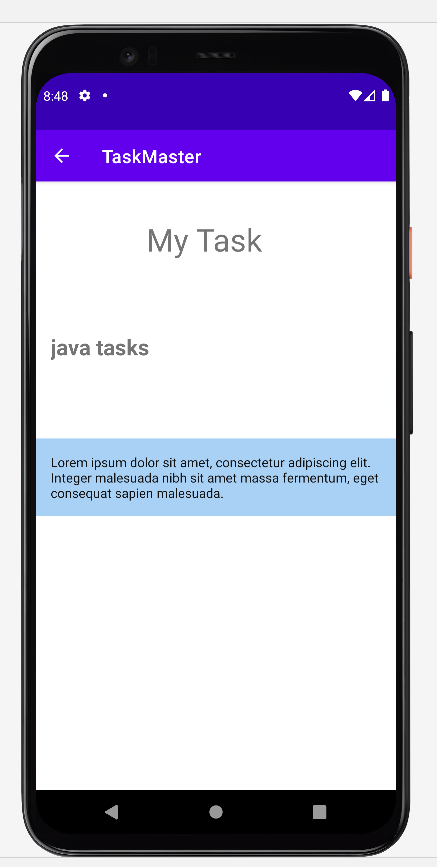 8:48
TaskMaster
My Task
java tasks
Lorem ipsum dolor sit amet, consectetur adipiscing elit.
Integer malesuada nibh sit amet massa fermentum, eget
consequat sapien malesuada.